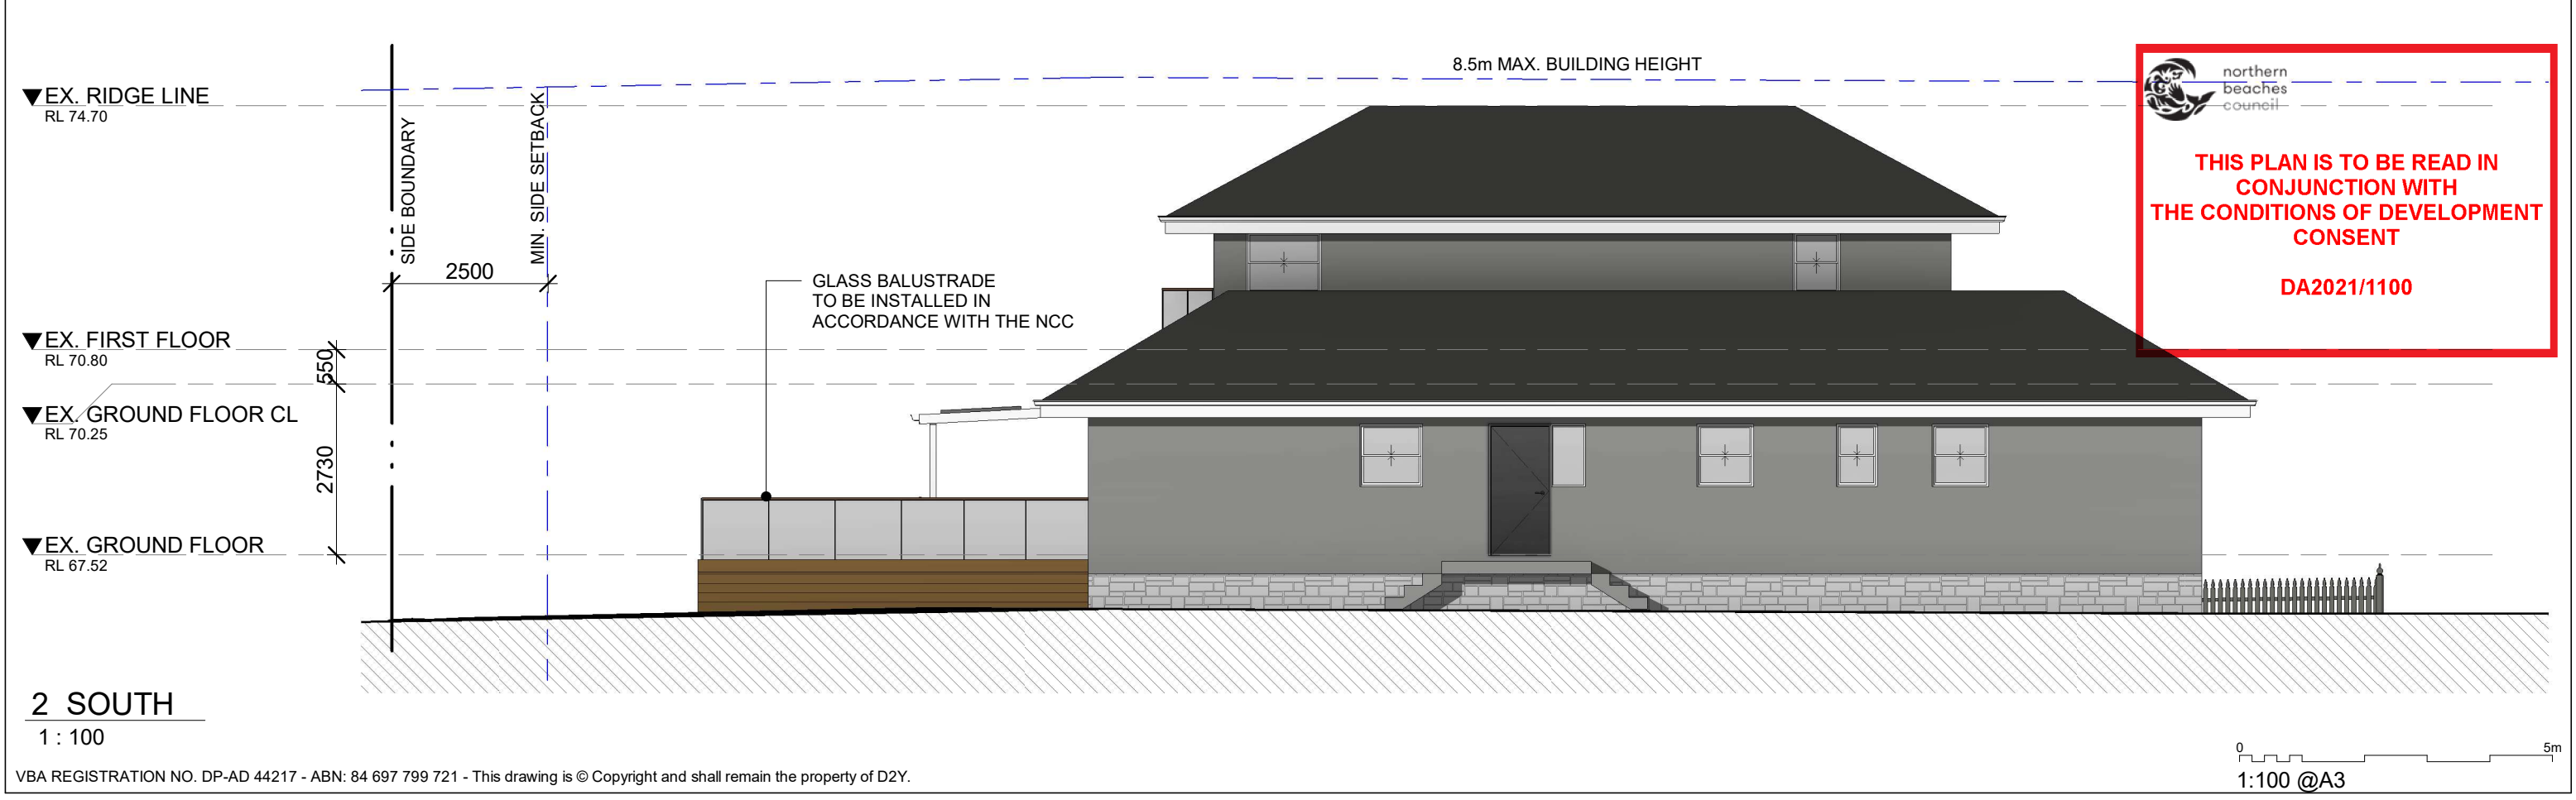 8.5m MAX. BUILDING HEIGHT
northern
beaches
council
EX. RIDGE LINE
RL 74.70
SIDE BOUNDARY
MIN. SIDE SETBACK
THIS PLAN IS TO BE READ IN
CONJUNCTION WITH
THE CONDITIONS OF DEVELOPMENT
CONSENT
DA2021/1100
2500
GLASS BALUSTRADE
TO BE INSTALLED IN
ACCORDANCE WITH THE NCC
EX. FIRST FLOOR
RL 70.80
550
EX. GROUND FLOOR CL
RL 70.25
2730
EX. GROUND FLOOR
RL 67.52
2 SOUTH
1 : 100
0 5m
1:100 @A3
VBA REGISTRATION NO. DP-AD 44217 - ABN: 84 697 799 721 - This drawing is © Copyright and shall remain the property of D2Y.